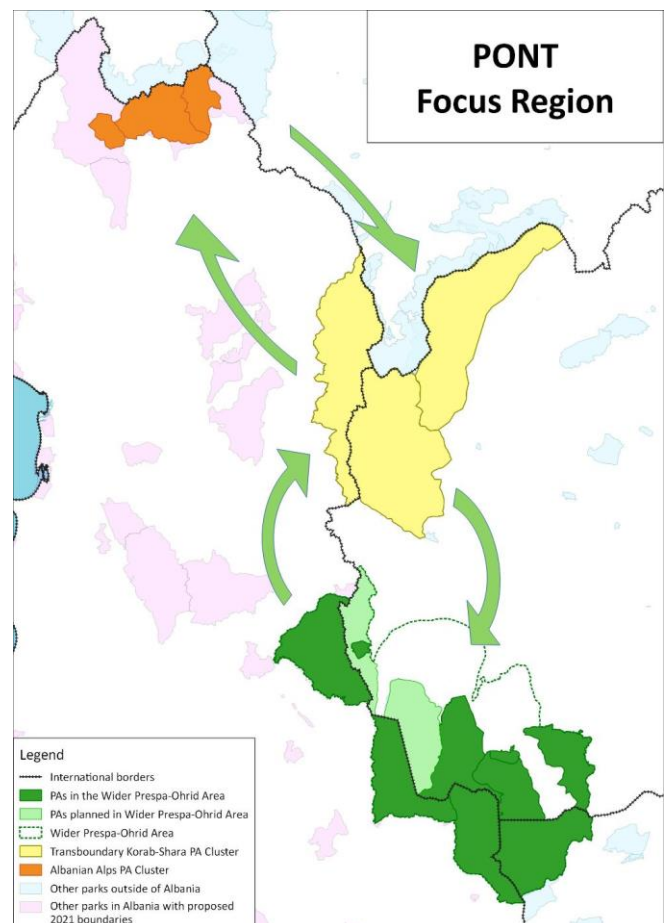 PONT
Focus Region
Legend
International borders
PAs in the Wider Prespa-Ohrid Area
PAs planned in Wider Prespa-Ohrid Area
Wider Prespa-Ohrid Area
Transboundary Korab-Shara PA Cluster
Albanian Alps PA Cluster
Other parks outside of Albania
Other parks in Albania with proposed
2021 boundaries